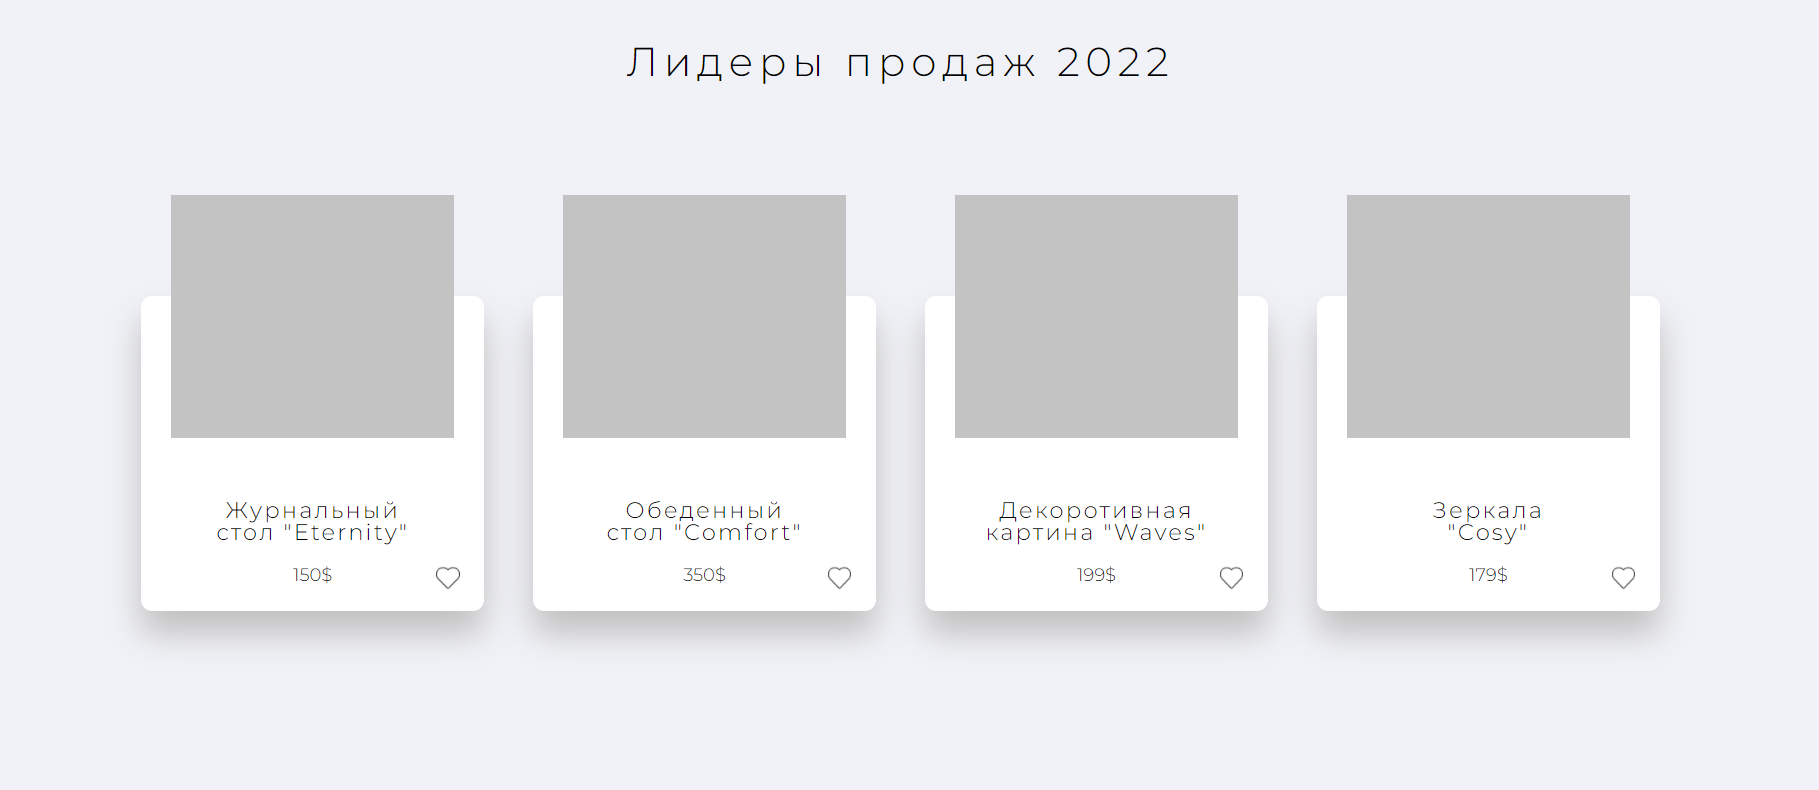 Лидеры продаж 2022
Журнальный
стол "Eternity"
150$
Обеденный
стол "Comfort"
350$
Декоротивная
картина "Waves"
199$
Зеркала
"Cosy"
179$